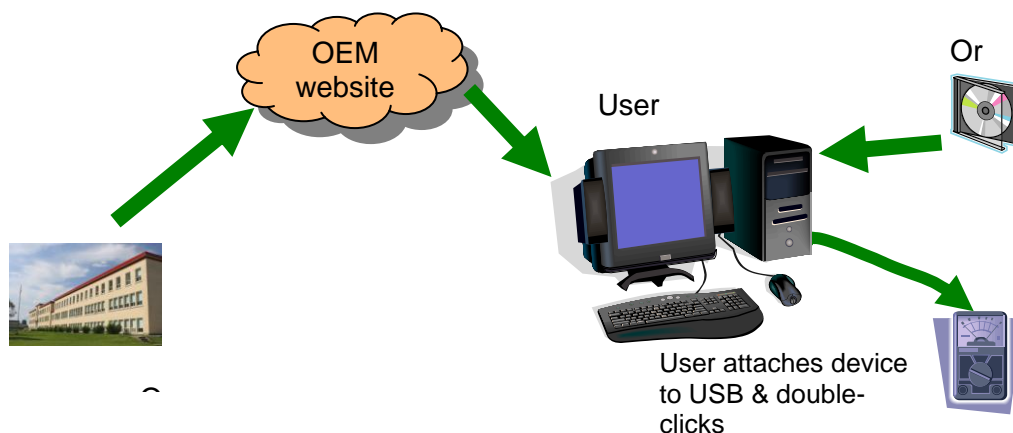 OEM
website
Or
User
User attaches device
to USB & double-
clicks